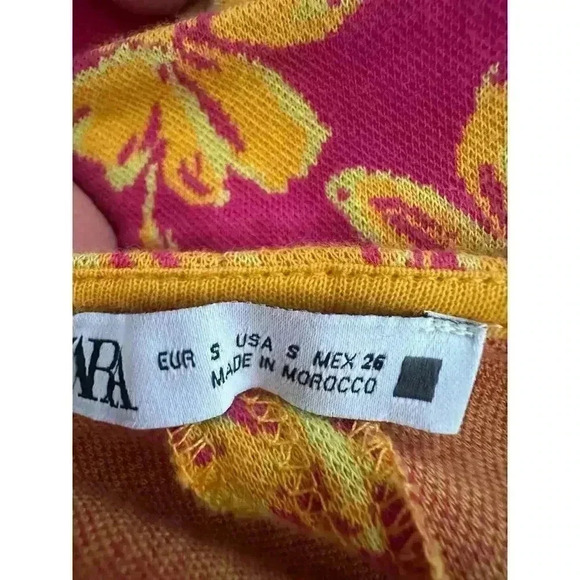 ZARA
EUR S USA S MEX 26
MADE IN MOROCCO